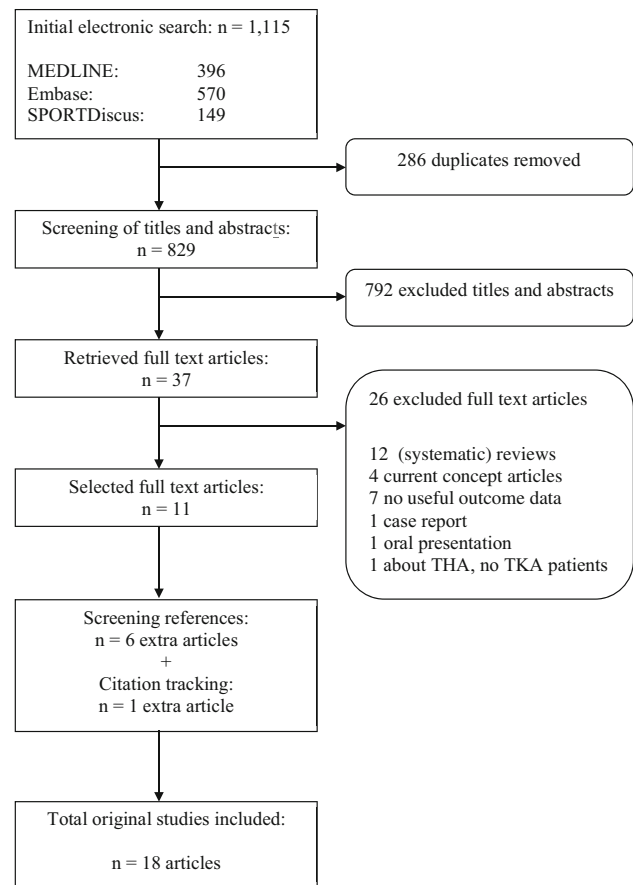 Initial electronic search: n = 1,115
MEDLINE: 396
Embase: 570
SPORTDiscus: 149
286 duplicates removed
Screening of titles and abstracts:
n = 829
792 excluded titles and abstracts
Retrieved full text articles:
n = 37
26 excluded full text articles
12 (systematic) reviews
4 current concept articles
7 no useful outcome data
1 case report
1 oral presentation
1 about THA, no TKA patients
Selected full text articles:
n = 11
Screening references:
n = 6 extra articles
+
Citation tracking:
n = 1 extra article
Total original studies included:
n = 18 articles